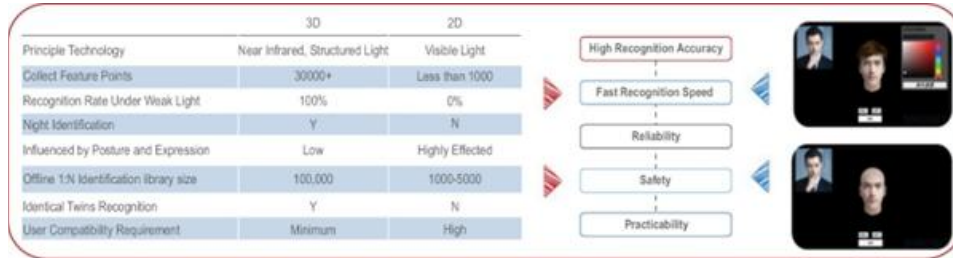 3D 2D
Principle Technology Near Infrared, Structured Light Visible Light
Collect Feature Points 30000+ Less than 1000
Recognition Rate Under Weak Light 100% 0%
Night Identification Y N
Influenced by Posture and Expression Low Highly Effected
Offline 1:N Identification library size 100,000 1000-5000
Identical Twins Recognition Y N
User Compatibility Requirement Minimum High
High Recognition Accuracy
Fast Recognition Speed
Reliability
Safety
Practicability